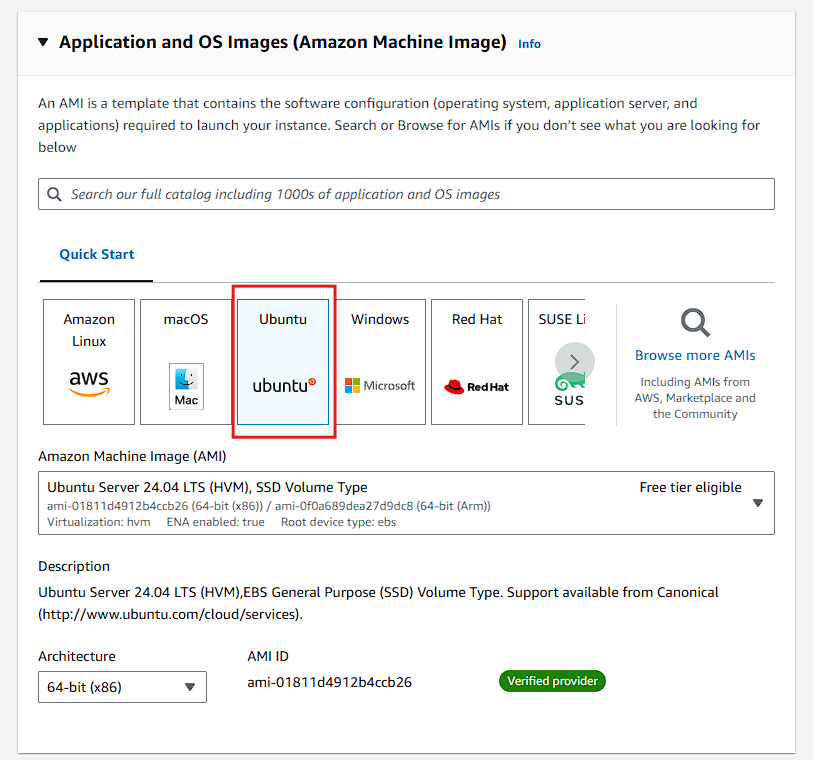 Application and OS Images (Amazon Machine Image) Info
An AMI is a template that contains the software configuration (operating system, application server, and
applications) required to launch your instance. Search or Browse for AMIs if you don't see what you are looking for
below
Search our full catalog including 1000s of application and OS images
Quick Start
Amazon
Linux
aws
macOS
Mac
Ubuntu
ubuntu
Windows
Microsoft
Red Hat
Red Hat
SUSE Li
SUS
Browse more AMIs
Including AMIs from
AWS, Marketplace and
the Community
Amazon Machine Image (AMI)
Ubuntu Server 24.04 LTS (HVM), SSD Volume Type Free tier eligible
ami-01811d4912b4ccb26 (64-bit (x86)) / ami-0f0a689dea27d9dc8 (64-bit (Arm))
Virtualization: hvm ENA enabled: true Root device type: ebs
Description
Ubuntu Server 24.04 LTS (HVM),EBS General Purpose (SSD) Volume Type. Support available from Canonical
(http://www.ubuntu.com/cloud/services).
Architecture AMI ID
64-bit (x86) ami-01811d4912b4ccb26 Verified provider